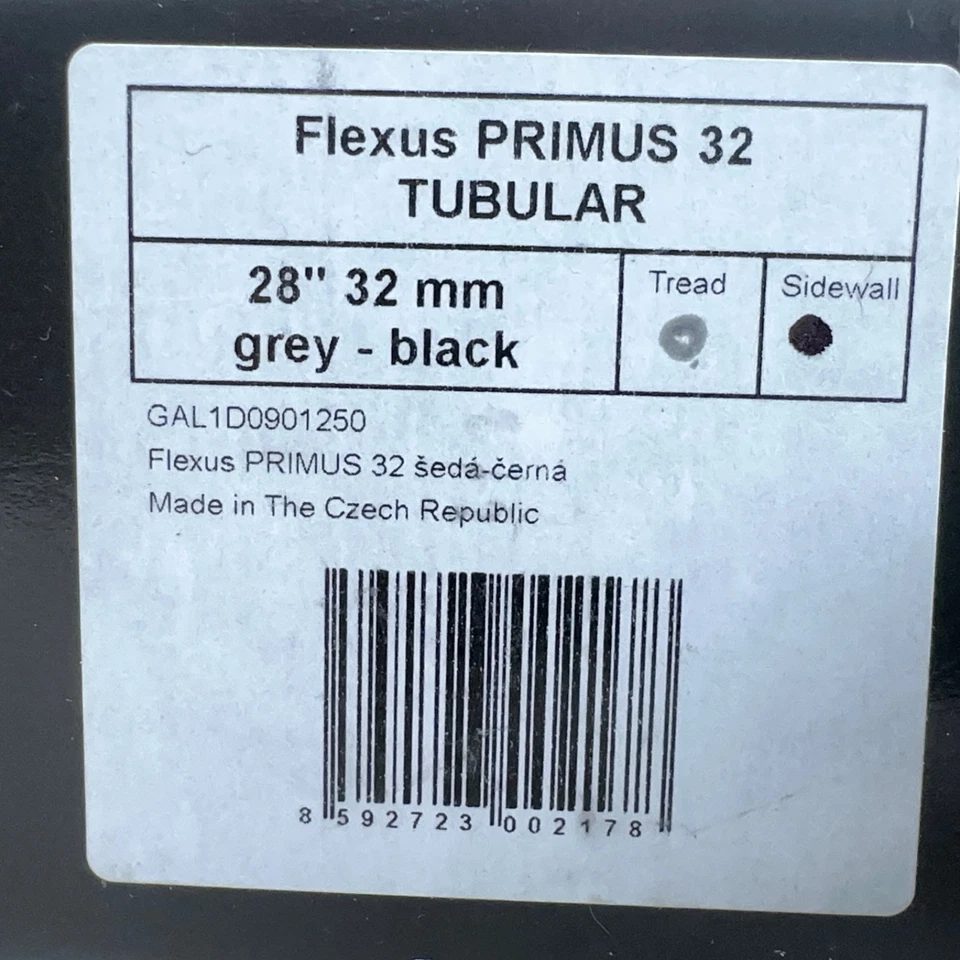 Flexus PRIMUS 32
TUBULAR
28" 32 mm
grey - black
Tread
Sidewall
GAL1D0901250
Flexus PRIMUS 32 šedá-černá
Made in The Czech Republic
8 592723 002178